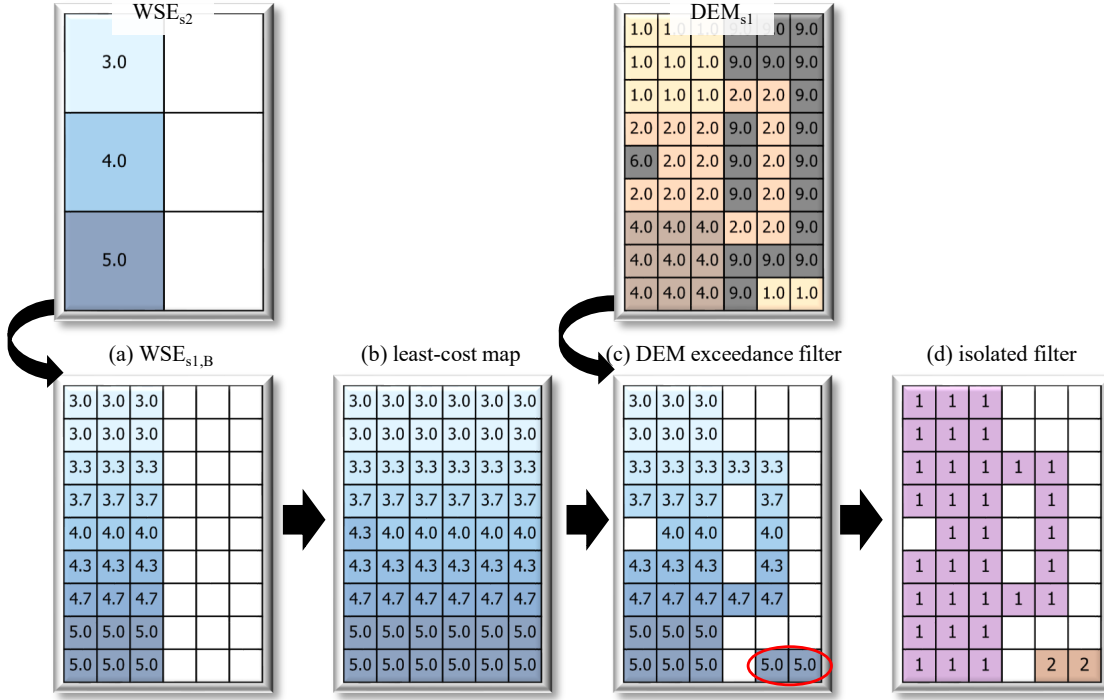 WSEs2
3.0
4.0
5.0
DEMs1
1.0 1.0 1.0 9.0 9.0 9.0
1.0 1.0 1.0 9.0 9.0 9.0
1.0 1.0 1.0 2.0 2.0 9.0
2.0 2.0 2.0 9.0 2.0 9.0
6.0 2.0 2.0 9.0 2.0 9.0
2.0 2.0 2.0 9.0 2.0 9.0
4.0 4.0 4.0 2.0 2.0 9.0
4.0 4.0 4.0 9.0 9.0 9.0
4.0 4.0 4.0 9.0 1.0 1.0
(a) WSEs1,B
3.0 3.0 3.0
3.0 3.0 3.0
3.3 3.3 3.3
3.7 3.7 3.7
4.0 4.0 4.0
4.3 4.3 4.3
4.7 4.7 4.7
5.0 5.0 5.0
5.0 5.0 5.0
(b) least-cost map
3.0 3.0 3.0 3.0 3.0 3.0
3.0 3.0 3.0 3.0 3.0 3.0
3.3 3.3 3.3 3.3 3.3 3.3
3.7 3.7 3.7 3.7 3.7 3.7
4.3 4.0 4.0 4.0 4.0 4.0
4.3 4.3 4.3 4.3 4.3 4.3
4.7 4.7 4.7 4.7 4.7 4.7
5.0 5.0 5.0 5.0 5.0 5.0
5.0 5.0 5.0 5.0 5.0 5.0
(c) DEM exceedance filter
3.0 3.0 3.0
3.0 3.0 3.0
3.3 3.3 3.3 3.3 3.3
3.7 3.7 3.7 3.7
4.0 4.0 4.0
4.3 4.3 4.3 4.3
4.7 4.7 4.7 4.7 4.7
5.0 5.0 5.0
5.0 5.0 5.0 5.0 5.0
(d) isolated filter
1 1 1
1 1 1
1 1 1 1 1
1 1 1 1
1 1 1
1 1 1 1
1 1 1 1 1
1 1 1
1 1 1 2 2